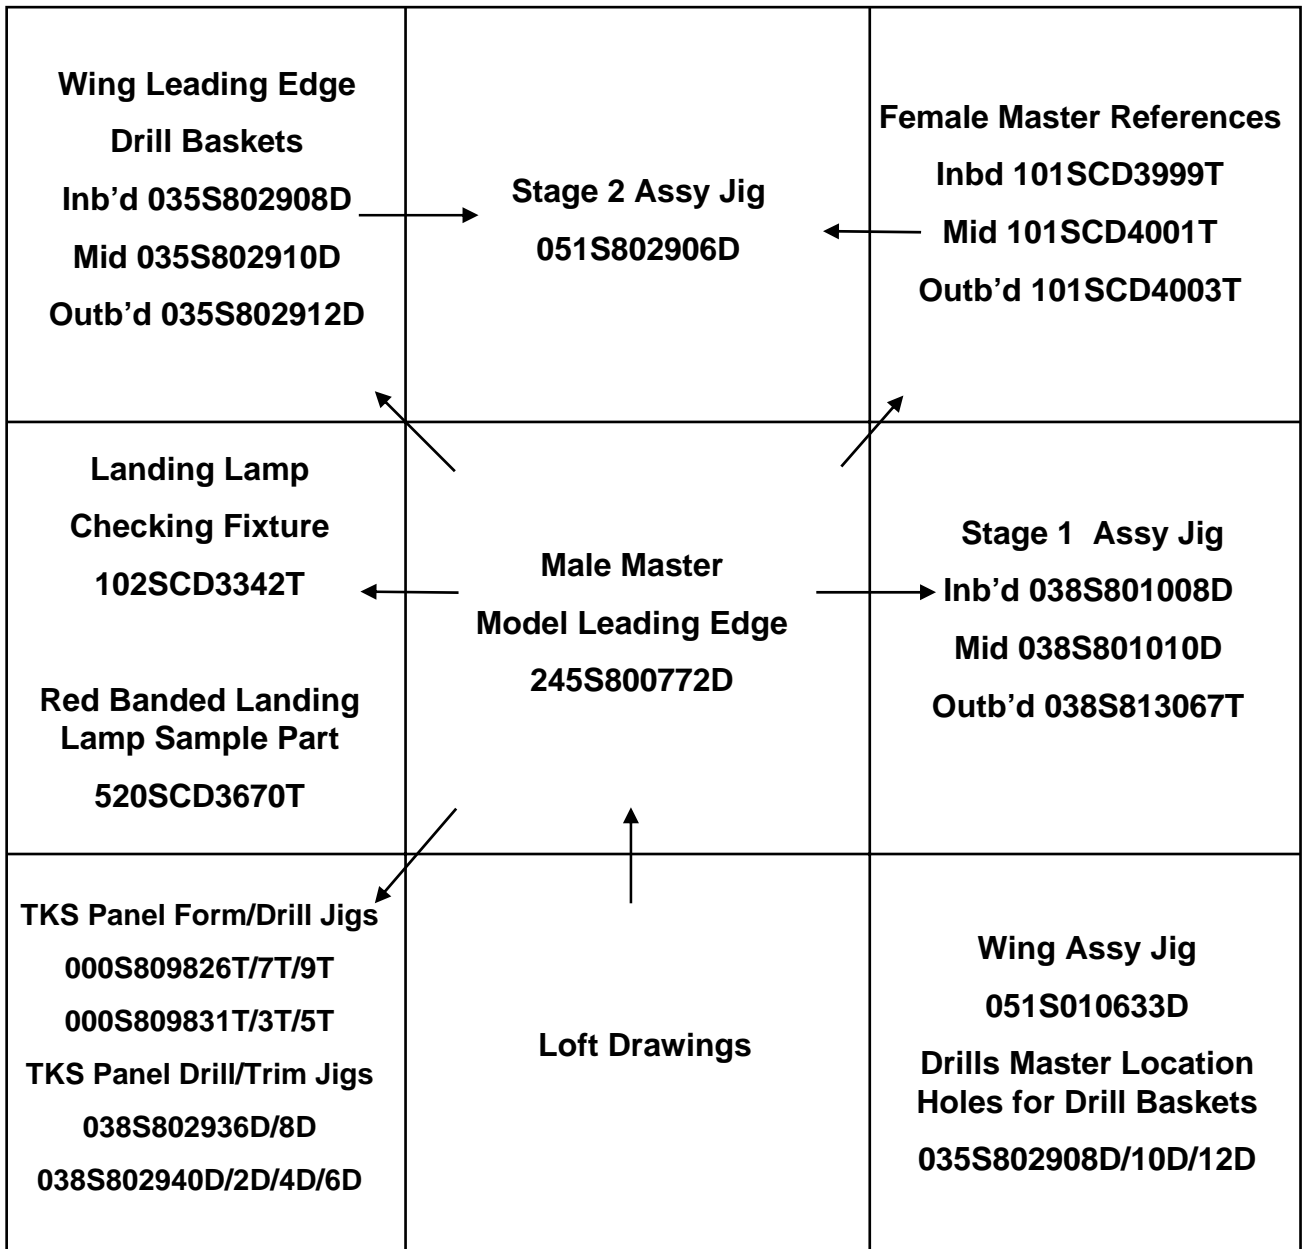 Wing Leading Edge
Drill Baskets
Inb’d 035S802908D
Mid 035S802910D
Outb’d 035S802912D
Stage 2 Assy Jig
051S802906D
Female Master References
Inbd 101SCD3999T
Mid 101SCD4001T
Outb’d 101SCD4003T
Landing Lamp
Checking Fixture
102SCD3342T
Red Banded Landing
Lamp Sample Part
520SCD3670T
Male Master
Model Leading Edge
245S800772D
Stage 1 Assy Jig
Inb’d 038S801008D
Mid 038S801010D
Outb’d 038S813067T
TKS Panel Form/Drill Jigs
000S809826T/7T/9T
000S809831T/3T/5T
TKS Panel Drill/Trim Jigs
038S802936D/8D
038S802940D/2D/4D/6D
Loft Drawings
Wing Assy Jig
051S010633D
Drills Master Location
Holes for Drill Baskets
035S802908D/10D/12D